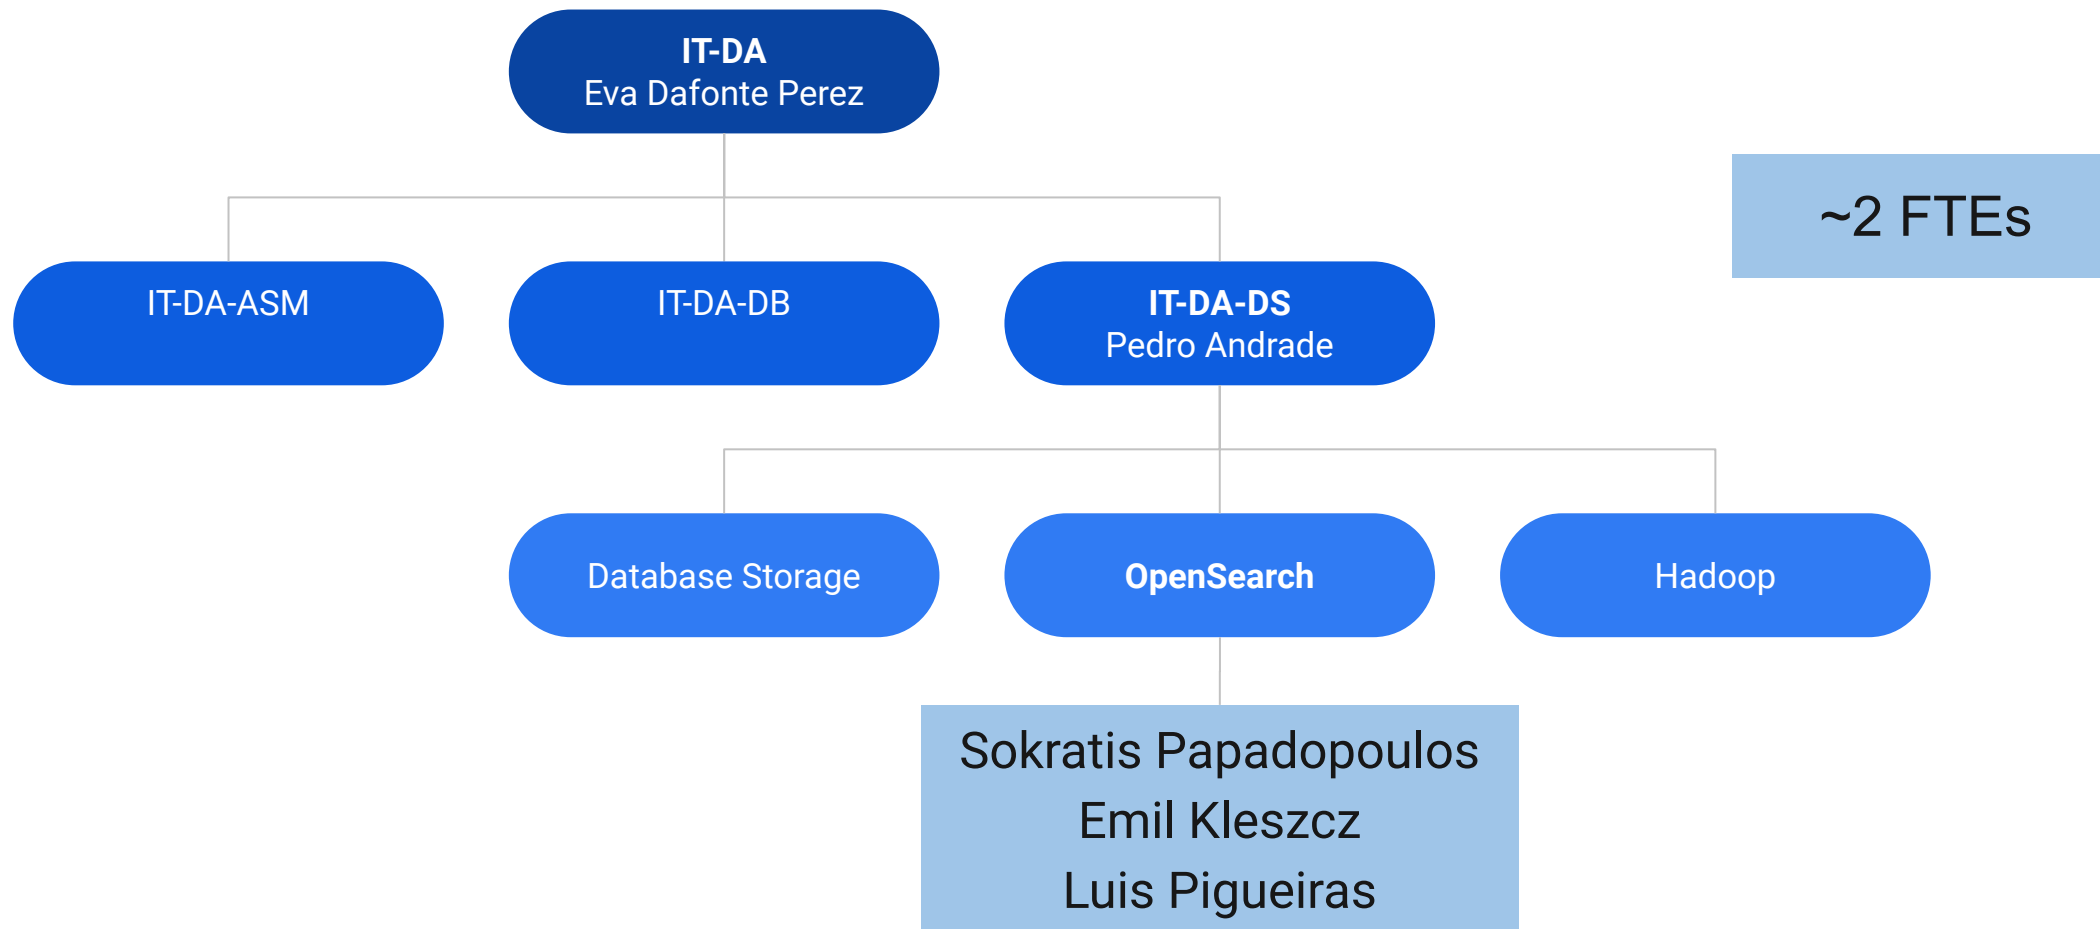 IT-DA
Eva Dafonte Perez
~2 FTEs
IT-DA-ASM
IT-DA-DB
IT-DA-DS
Pedro Andrade
Database Storage
OpenSearch
Hadoop
Sokratis Papadopoulos
Emil Kleszcz
Luis Pigueiras